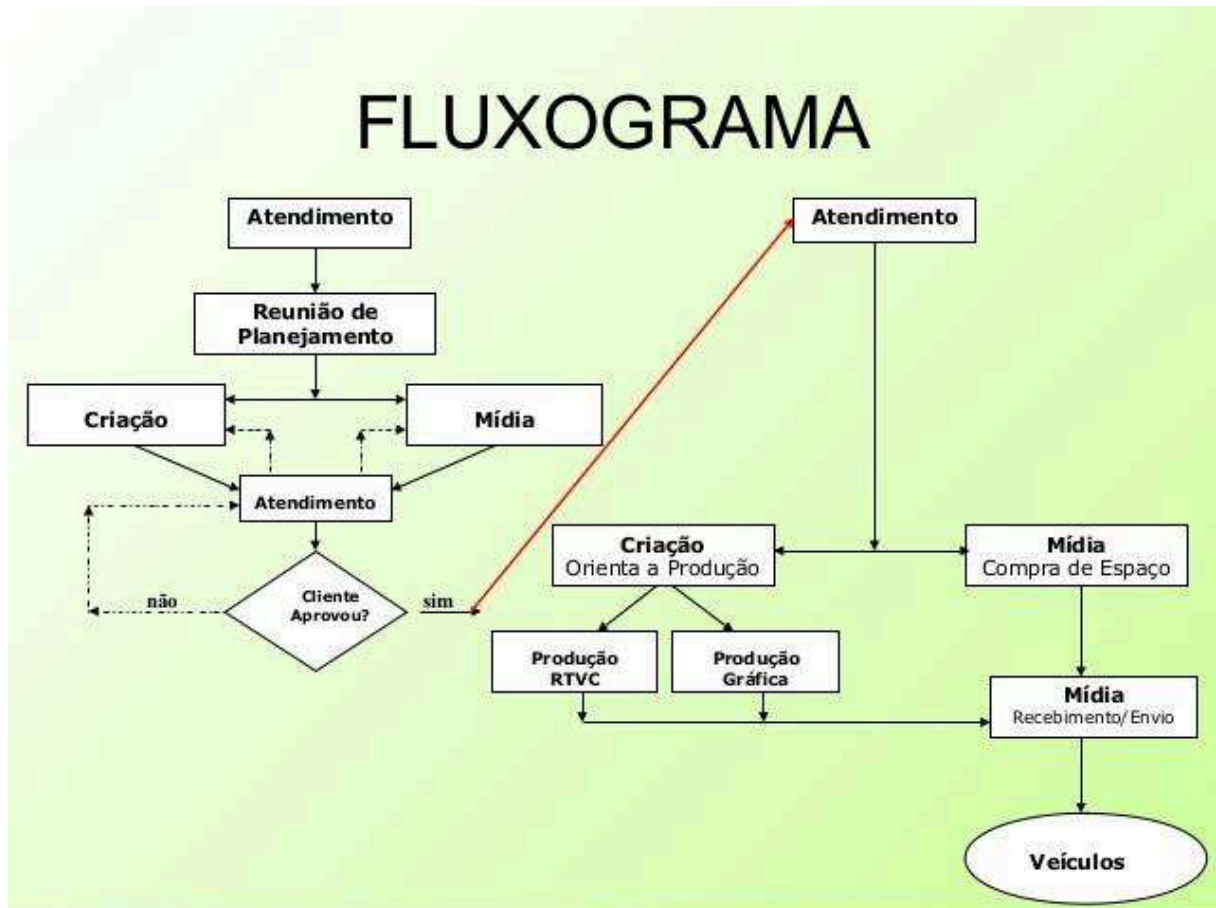 FLUXOGRAMA
Atendimento
Reunião de
Planejamento
Criação
Mídia
Atendimento
Cliente
Aprovou?
não
sim
Atendimento
Criação
Orienta a Produção
Mídia
Compra de Espaço
Produção
RTVC
Produção
Gráfica
Mídia
Recebimento/Envio
Veículos